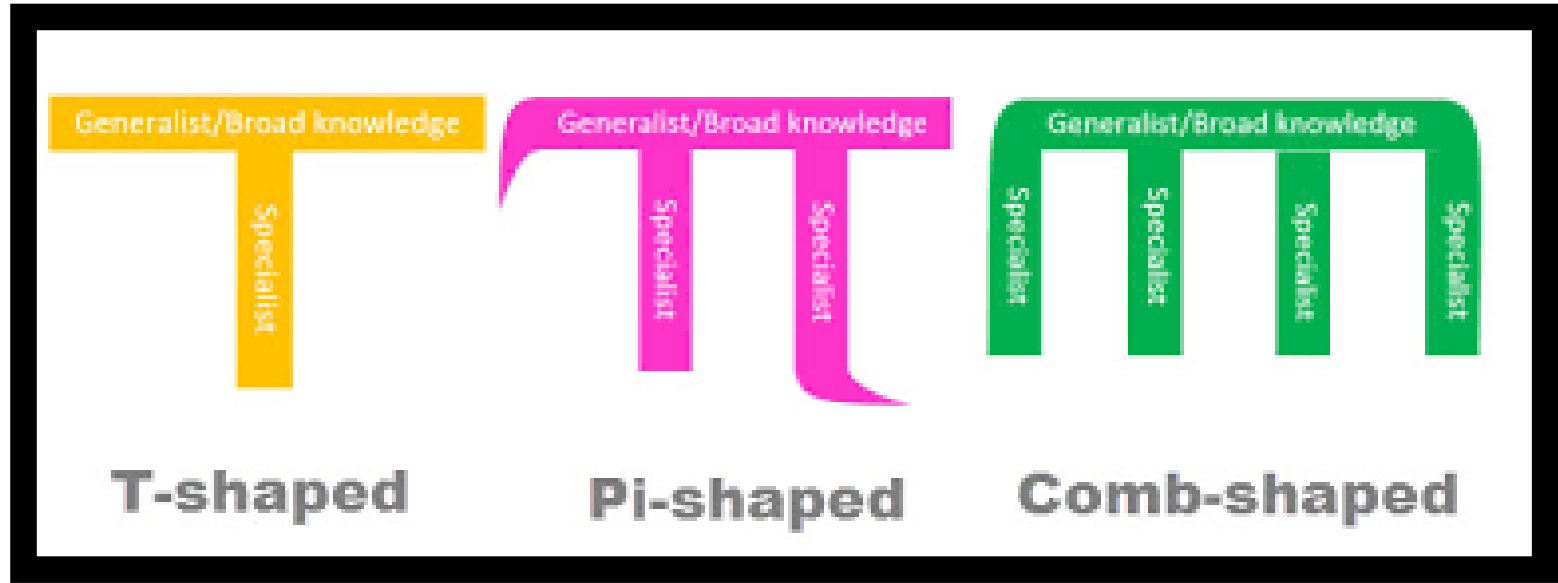 Generalist/Broad knowledge
Specialist
T-shaped
Generalist/Broad knowledge
Specialist
Specialist
Pi-shaped
Generalist/Broad knowledge
Specialist
Specialist
Specialist
Specialist
Comb-shaped